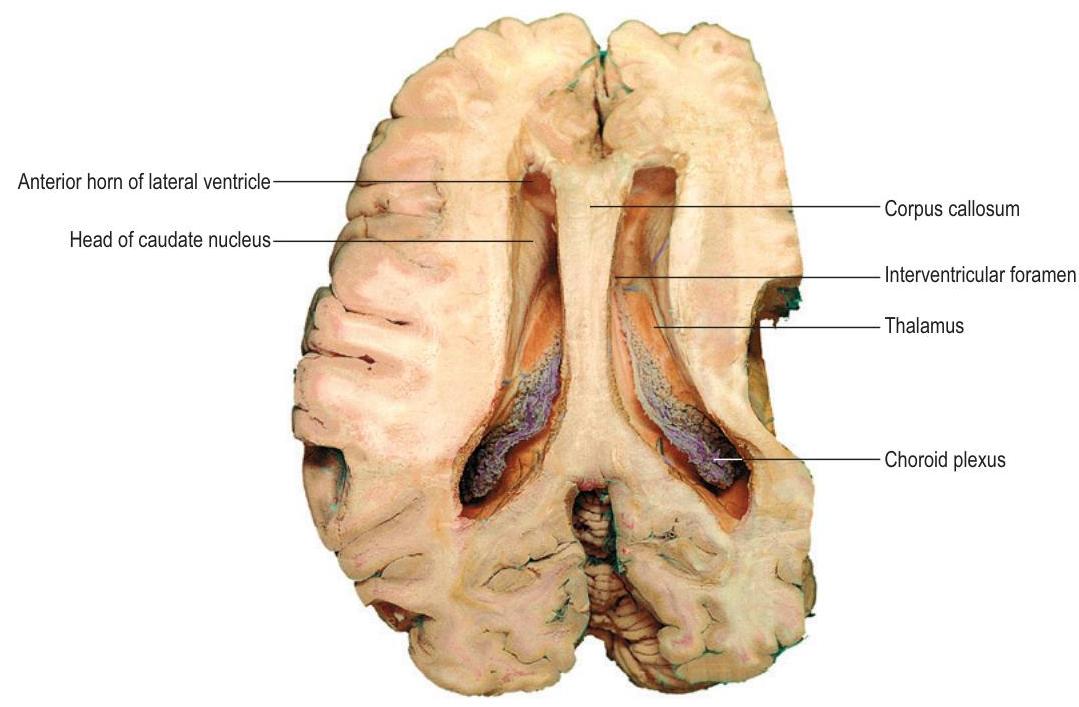 Anterior horn of lateral ventricle
Head of caudate nucleus
Corpus callosum
Interventricular foramen
Thalamus
Choroid plexus